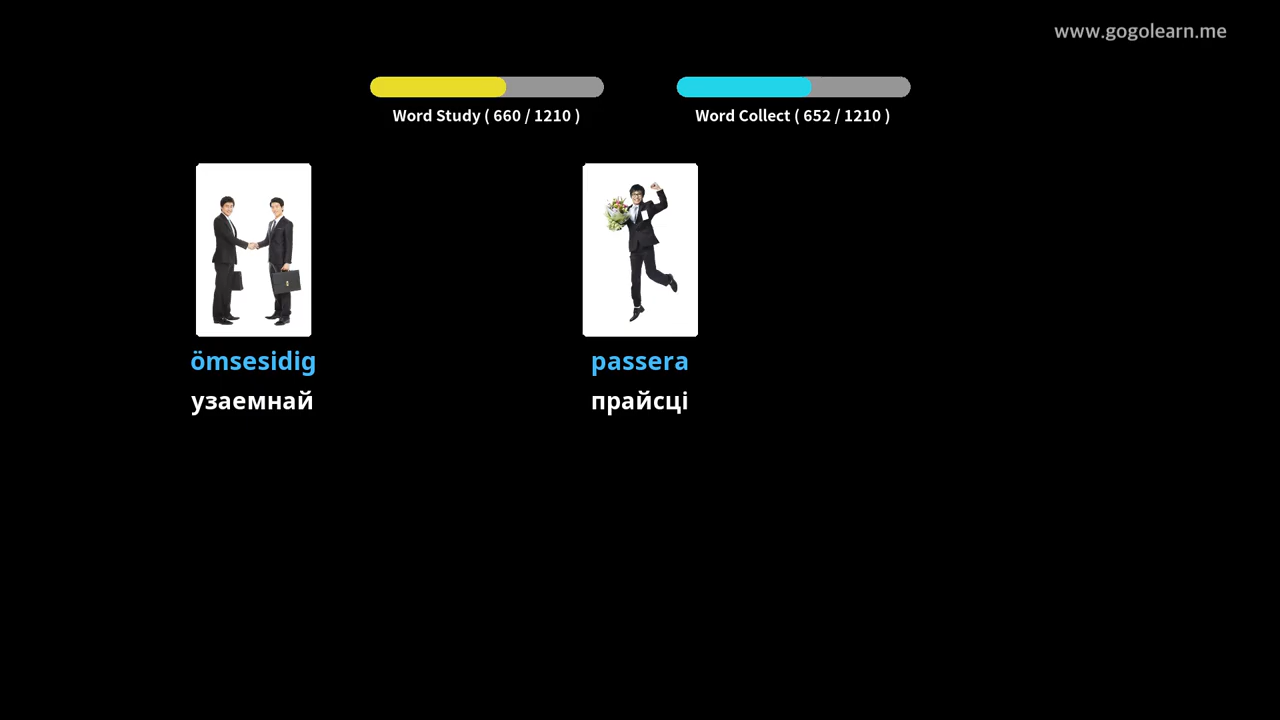 www.gogolearn.me
Word Study ( 660 / 1210 )
Word Collect ( 652 / 1210 )
ömsesidig
узаемнай
passera
прайсці